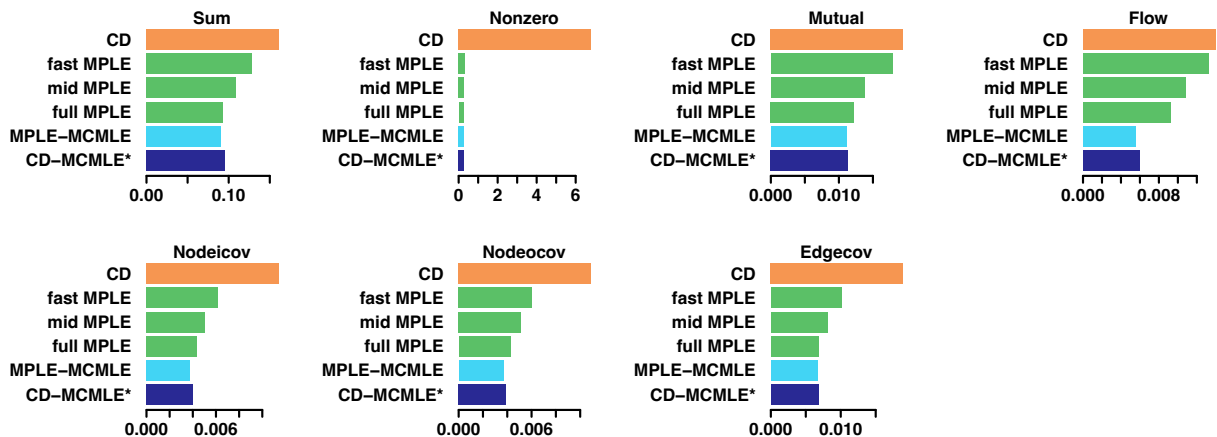 Sum
CD
fast MPLE
mid MPLE
full MPLE
MPLE−MCMLE
CD−MCMLE*
0.00 0.10
Nonzero
CD
fast MPLE
mid MPLE
full MPLE
MPLE−MCMLE
CD−MCMLE*
0 2 4 6
Mutual
CD
fast MPLE
mid MPLE
full MPLE
MPLE−MCMLE
CD−MCMLE*
0.000 0.010
Flow
CD
fast MPLE
mid MPLE
full MPLE
MPLE−MCMLE
CD−MCMLE*
0.000 0.008
Nodeicov
CD
fast MPLE
mid MPLE
full MPLE
MPLE−MCMLE
CD−MCMLE*
0.000 0.006
Nodeocov
CD
fast MPLE
mid MPLE
full MPLE
MPLE−MCMLE
CD−MCMLE*
0.000 0.006
Edgecov
CD
fast MPLE
mid MPLE
full MPLE
MPLE−MCMLE
CD−MCMLE*
0.000 0.010